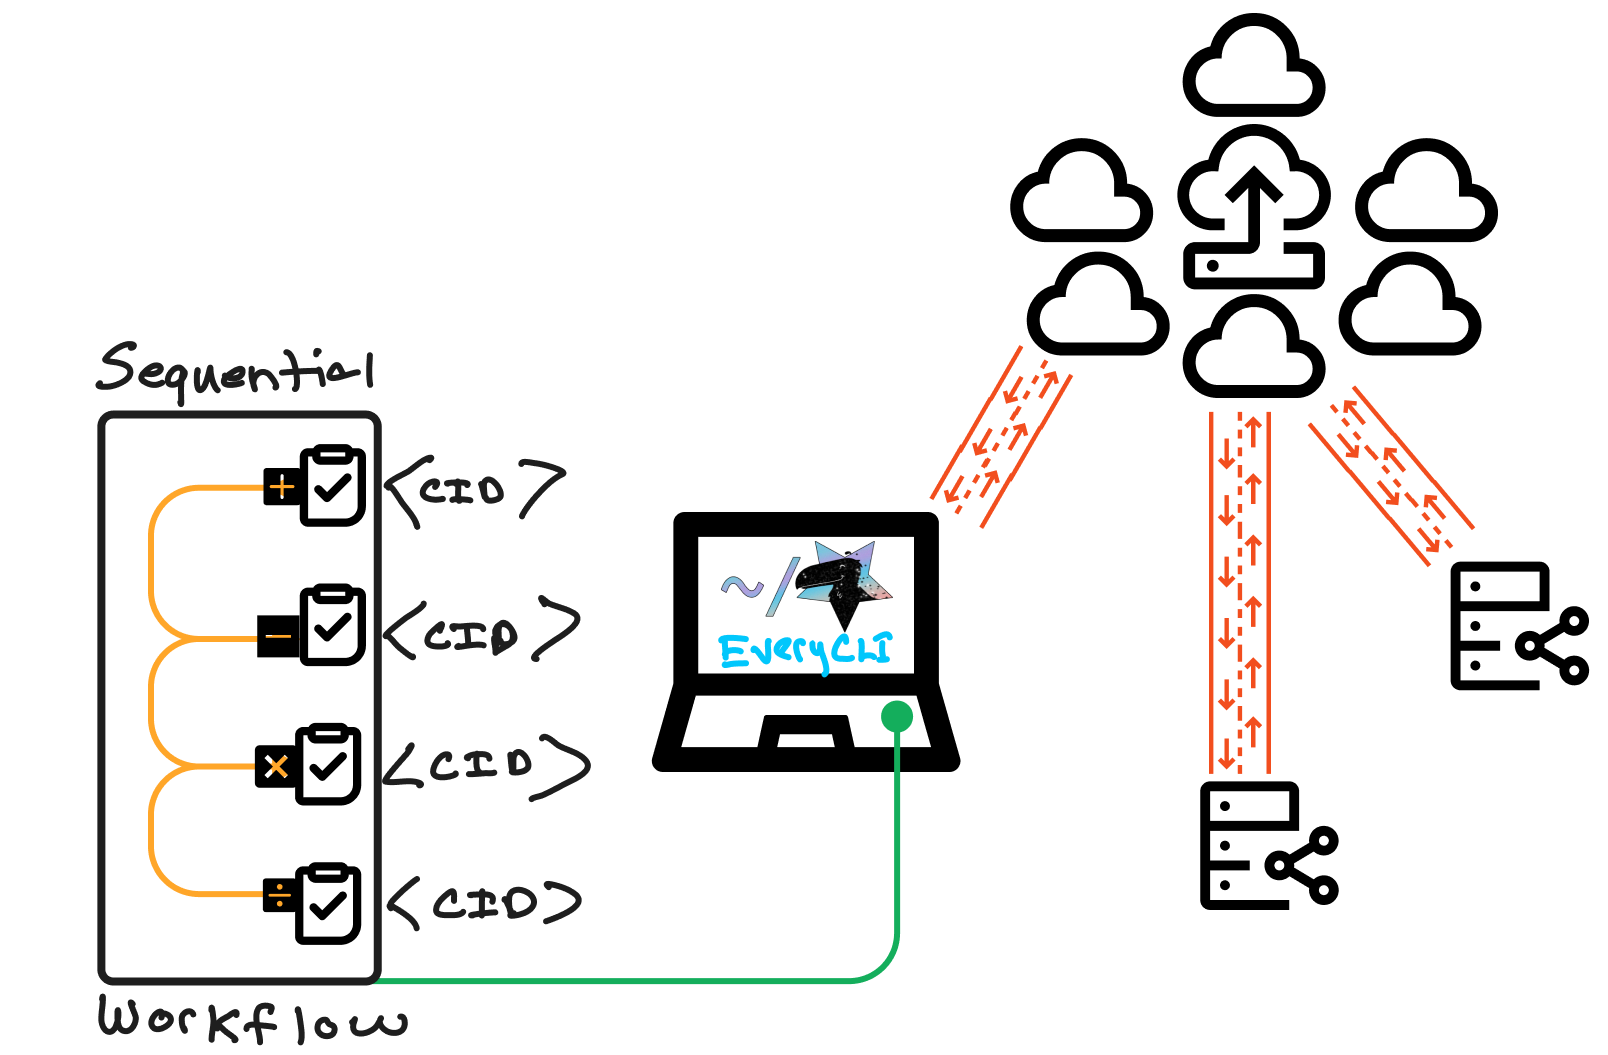 Sequential
+ <CID>
− <CID>
× <CID>
÷ <CID>
Workflow
~/
EveryCLI